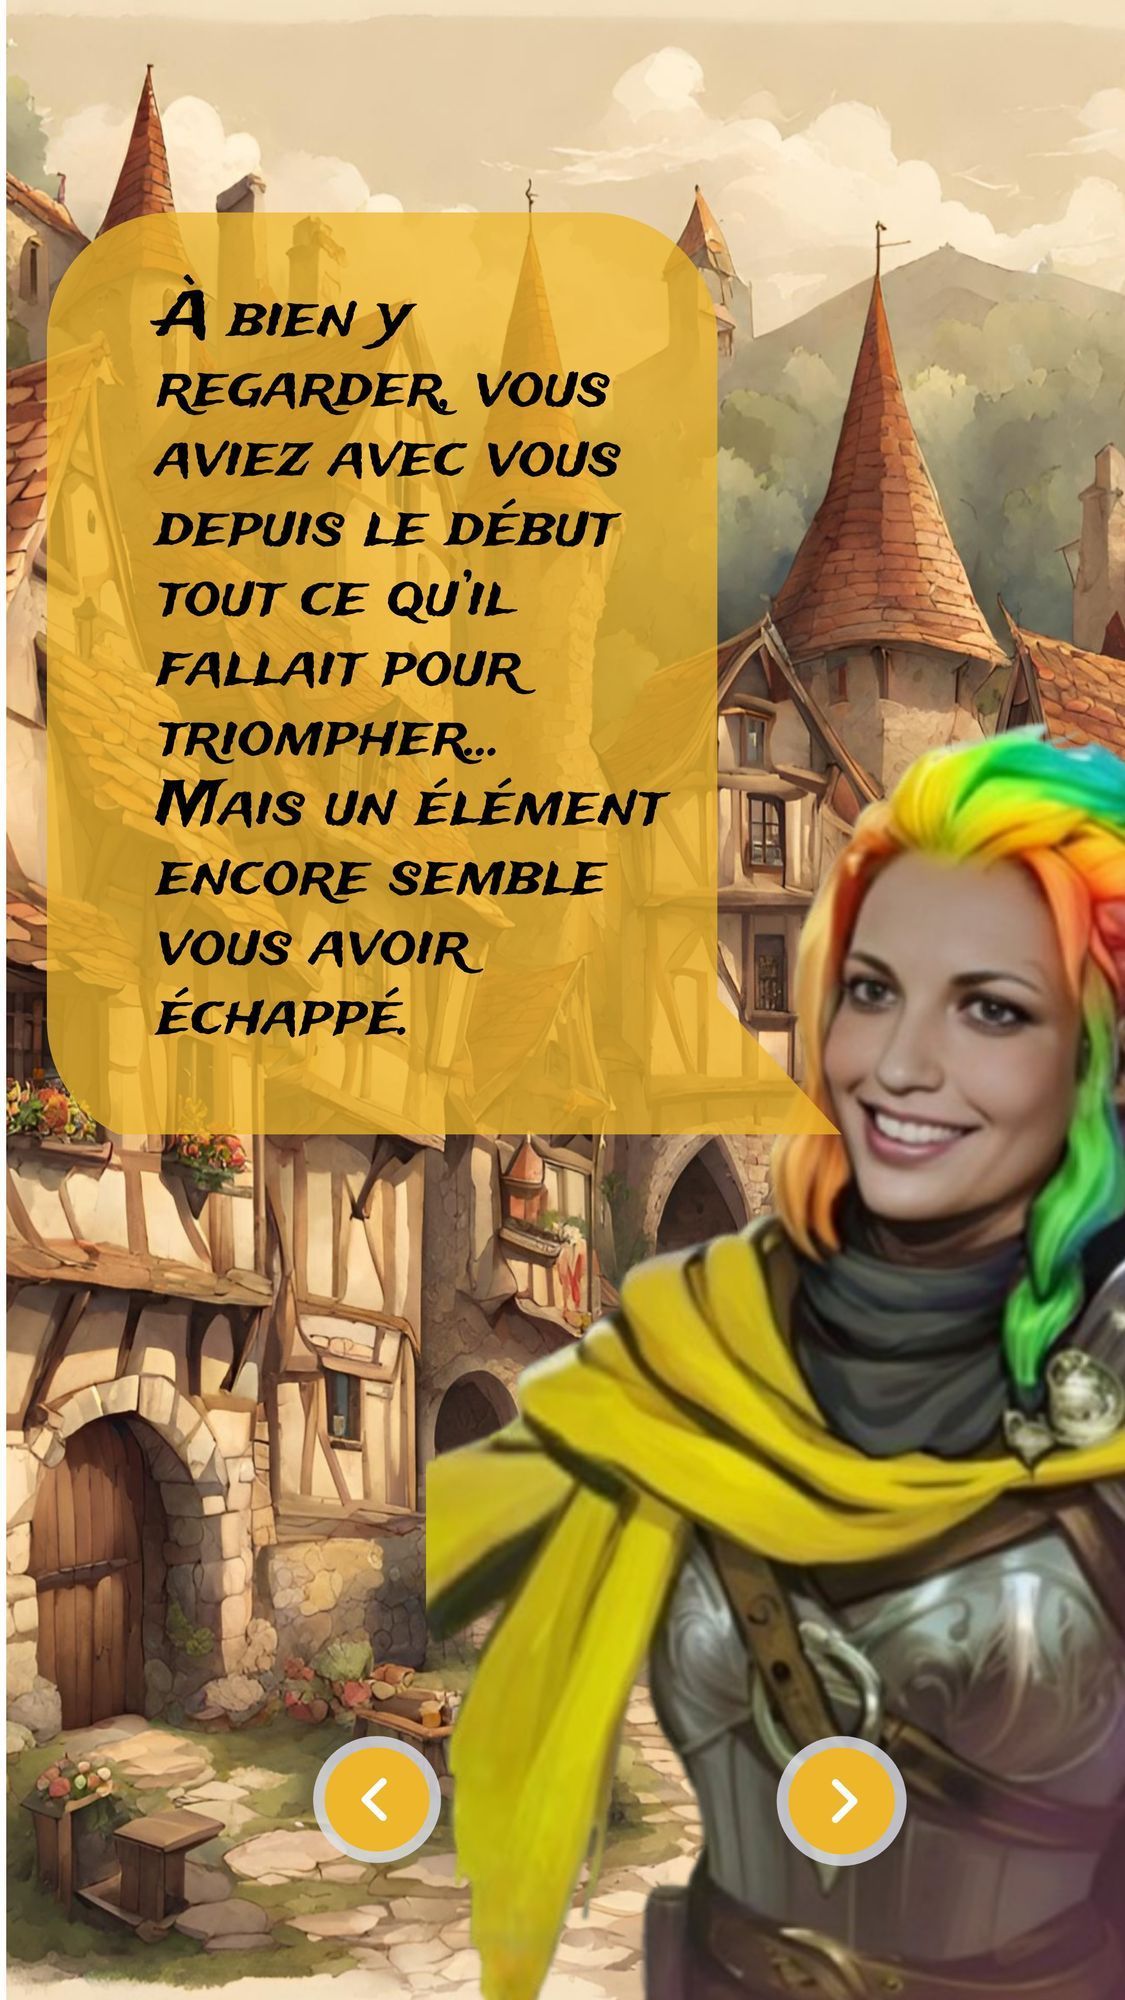 À bien y
regarder, vous
aviez avec vous
depuis le début
tout ce qu'il
fallait pour
triompher...
Mais un élément
encore semble
vous avoir
échappé.